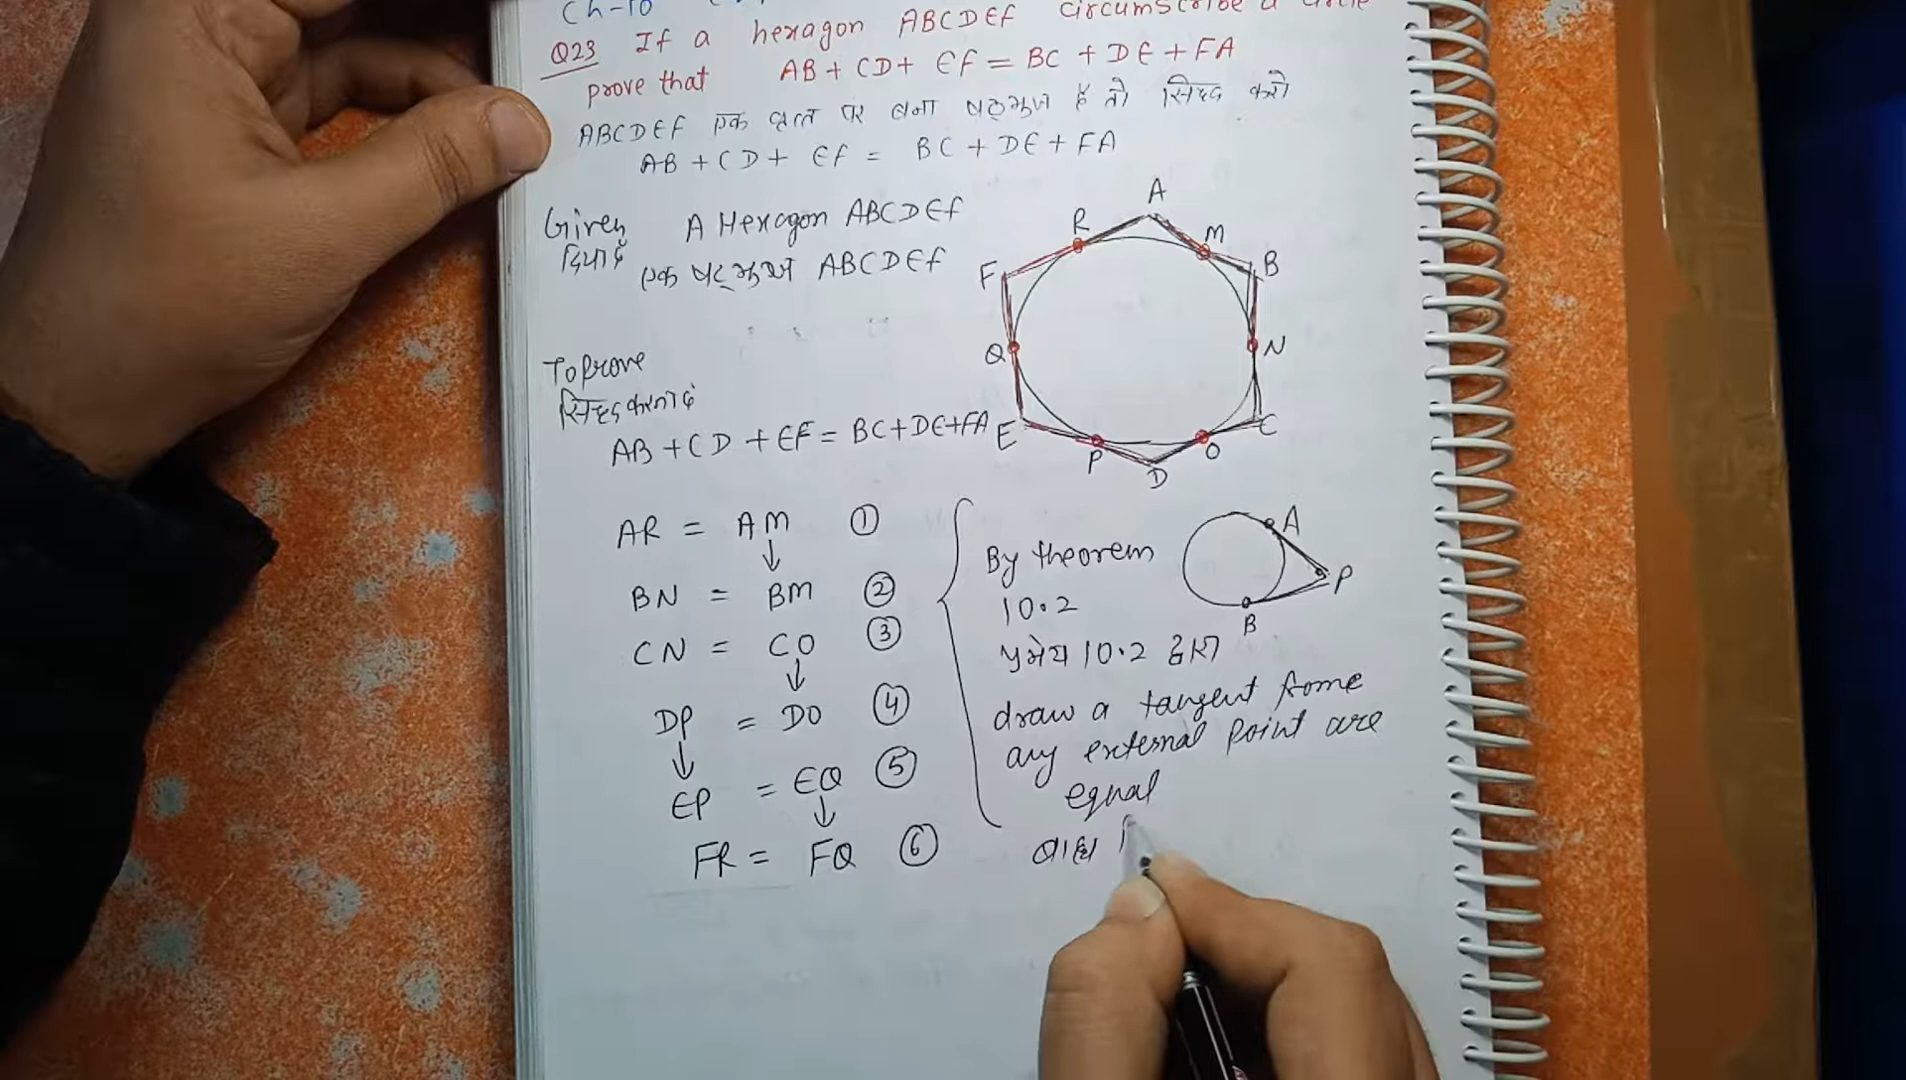 Ch-10
Q23 If a hexagon ABCDEF circumscribe a circle
prove that AB + CD + EF = BC + DE + FA
ABCDEF एक वृत्त पर बना षट्भुज है तो सिद्ध करो
AB + CD + EF = BC + DE + FA
Given A Hexagon ABCDEF
दिया है एक षट्भुज ABCDEF
To prove
सिद्ध करना है
AB + CD + EF = BC + DE + FA
A
R
M
F
B
Q
N
E
C
P
O
D
AR = AM ①
BN = BM ②
CN = CO ③
DP = DO ④
EP = EQ ⑤
FR = FQ ⑥
By theorem
10.2
प्रमेय 10.2 द्वारा
draw a tangent frome
any external point are
equal
बाह्य
A
P
B